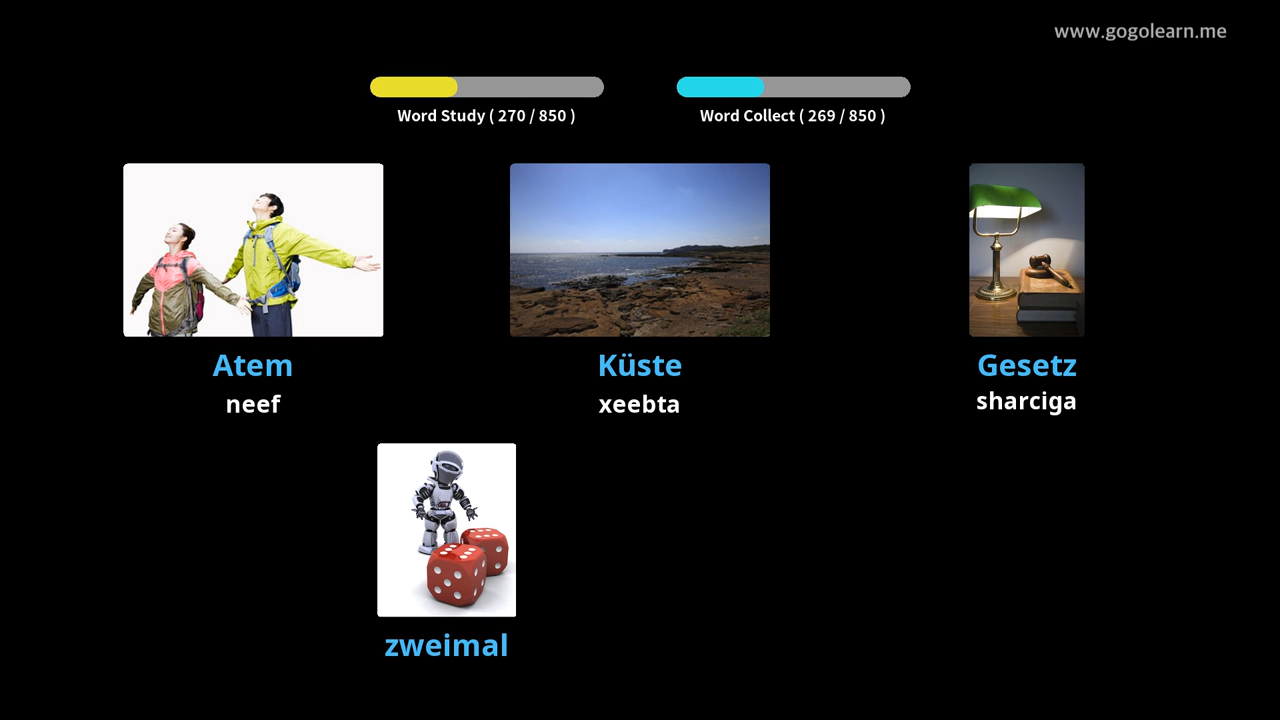 www.gogolearn.me
Word Study ( 270 / 850 )
Word Collect ( 269 / 850 )
Atem
neef
Küste
xeebta
Gesetz
sharciga
zweimal